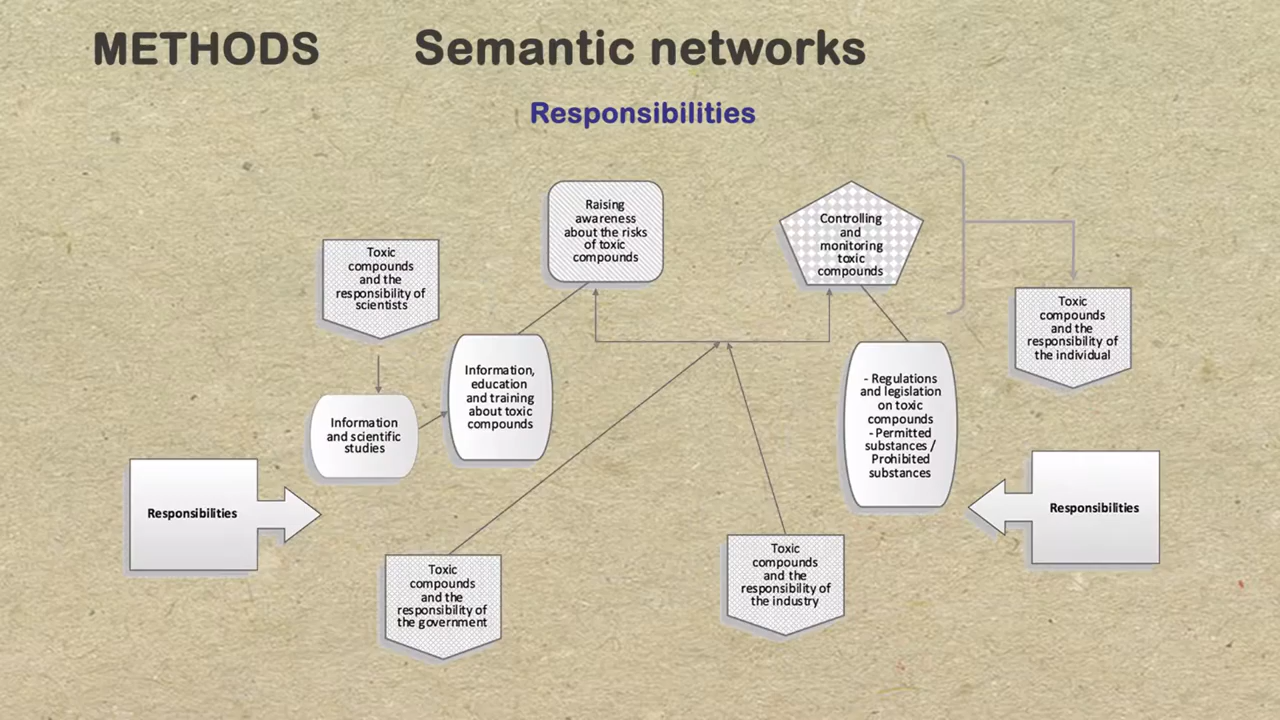 METHODS Semantic networks
Responsibilities
Raising
awareness
about the risks
of toxic
compounds
Controlling
and
monitoring
toxic
compounds
Toxic
compounds
and the
responsibility of
scientists
Toxic
compounds
and the
responsibility of
the individual
Information,
education
and training
about toxic
compounds
- Regulations
and legislation
on toxic
compounds
- Permitted
substances /
Prohibited
substances
Information
and scientific
studies
Responsibilities
Responsibilities
Toxic
compounds
and the
responsibility of
the government
Toxic
compounds
and the
responsibility of
the industry